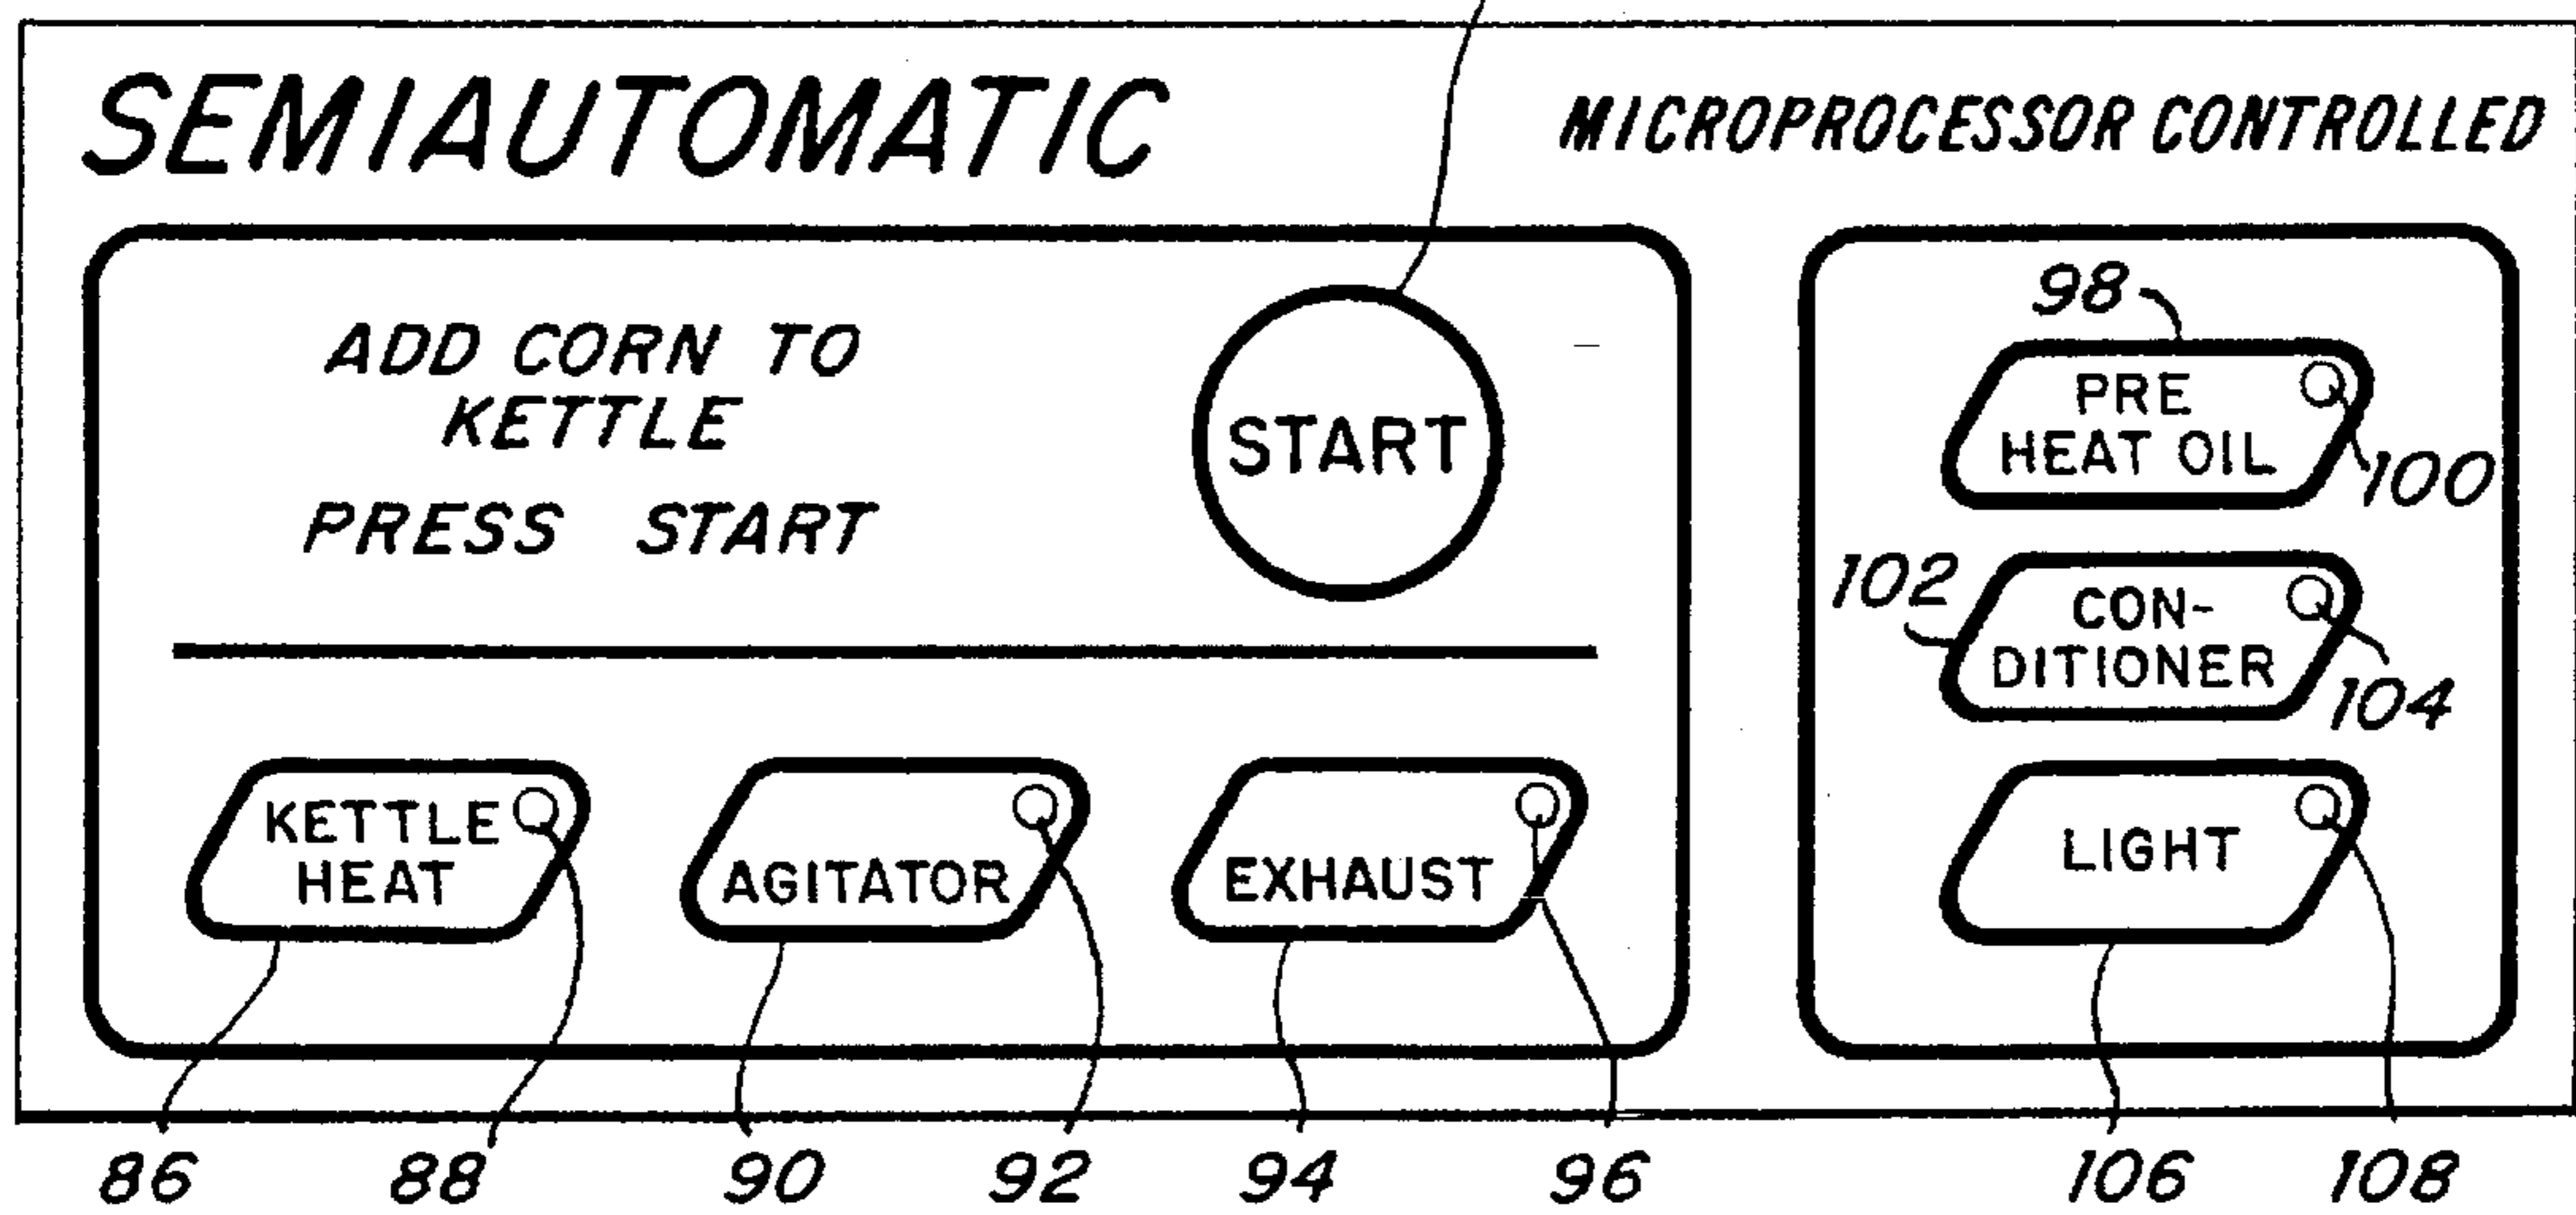 SEMIAUTOMATIC
MICROPROCESSOR CONTROLLED
ADD CORN TO
KETTLE
PRESS START
START
KETTLE
HEAT
AGITATOR
EXHAUST
98
PRE
HEAT OIL
100
102
CON-
DITIONER
104
LIGHT
86 88 90 92 94 96 106 108